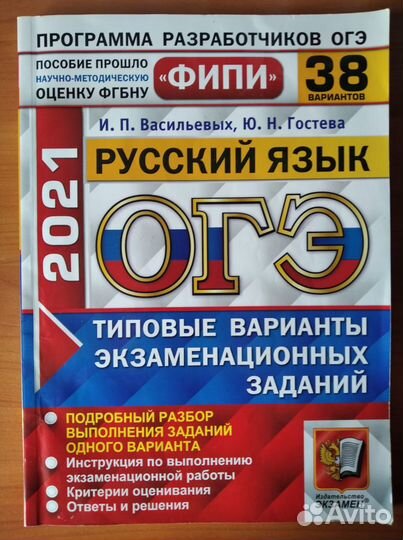 ПРОГРАММА РАЗРАБОТЧИКОВ ОГЭ
ПОСОБИЕ ПРОШЛО
НАУЧНО-МЕТОДИЧЕСКУЮ
ОЦЕНКУ ФГБНУ
«ФИПИ»
38
ВАРИАНТОВ
И. П. Васильевых, Ю. Н. Гостева
2021
РУССКИЙ ЯЗЫК
ОГЭ
ТИПОВЫЕ ВАРИАНТЫ
ЭКЗАМЕНАЦИОННЫХ
ЗАДАНИЙ
• ПОДРОБНЫЙ РАЗБОР
ВЫПОЛНЕНИЯ ЗАДАНИЙ
ОДНОГО ВАРИАНТА
• Инструкция по выполнению
экзаменационной работы
• Критерии оценивания
• Ответы и решения
Издательство
ЭКЗАМЕН®
Avito